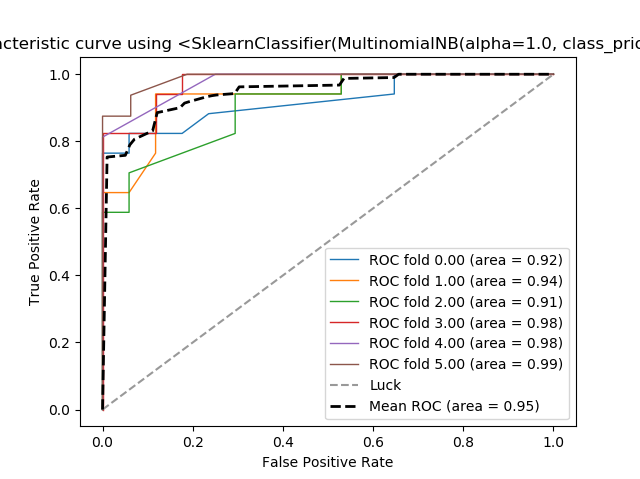 acteristic curve using <SklearnClassifier(MultinomialNB(alpha=1.0, class_prio
True Positive Rate
1.0
0.8
0.6
0.4
0.2
0.0
0.0 0.2 0.4 0.6 0.8 1.0
False Positive Rate
ROC fold 0.00 (area = 0.92)
ROC fold 1.00 (area = 0.94)
ROC fold 2.00 (area = 0.91)
ROC fold 3.00 (area = 0.98)
ROC fold 4.00 (area = 0.98)
ROC fold 5.00 (area = 0.99)
Luck
Mean ROC (area = 0.95)